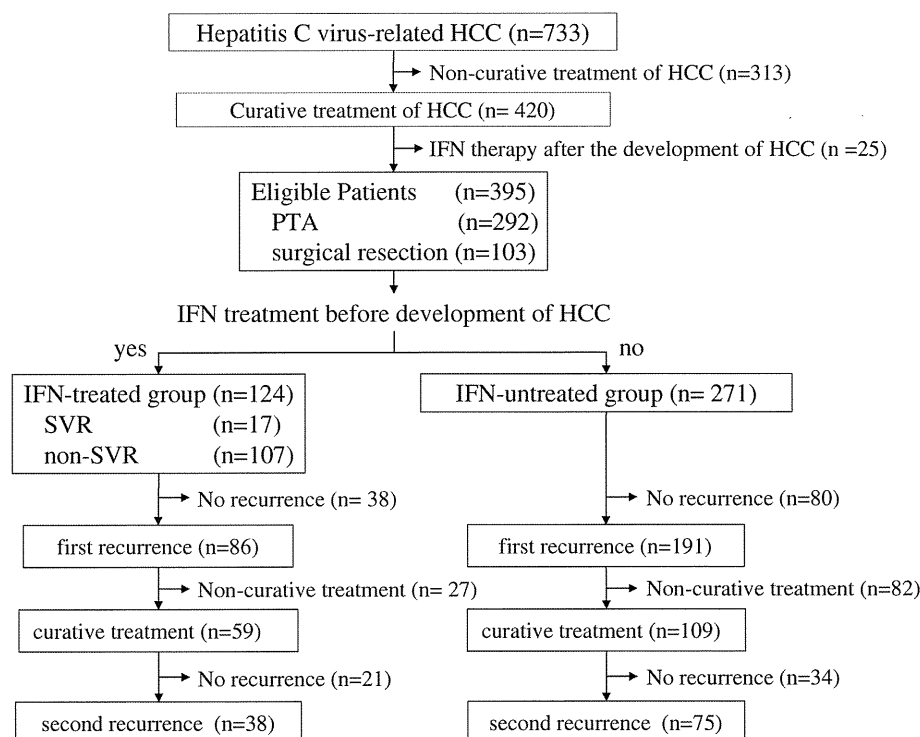 Hepatitis C virus-related HCC (n=733)
Non-curative treatment of HCC (n=313)
Curative treatment of HCC (n= 420)
IFN therapy after the development of HCC (n =25)
Eligible Patients (n=395)
PTA (n=292)
surgical resection (n=103)
IFN treatment before development of HCC
yes no
IFN-treated group (n=124)
SVR (n=17)
non-SVR (n=107)
IFN-untreated group (n= 271)
No recurrence (n= 38)
No recurrence (n=80)
first recurrence (n=86)
first recurrence (n=191)
Non-curative treatment (n= 27)
Non-curative treatment (n=82)
curative treatment (n=59)
curative treatment (n=109)
No recurrence (n=21)
No recurrence (n=34)
second recurrence (n=38)
second recurrence (n=75)